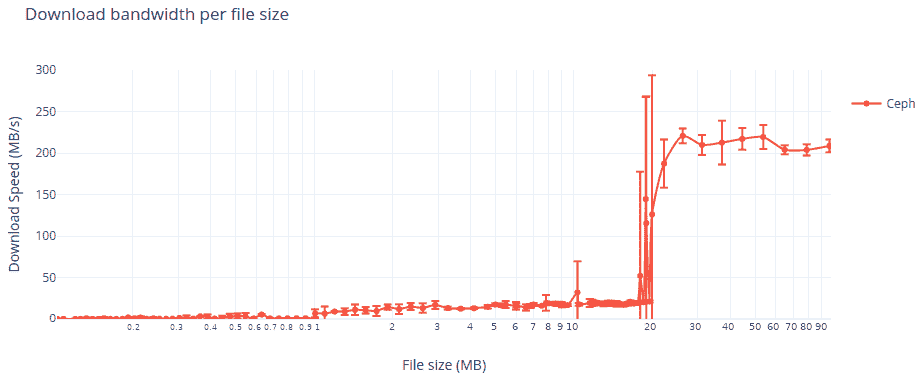 Download bandwidth per file size
300
250
200
150
100
50
0
Download Speed (MB/s)
0.2 0.3 0.4 0.5 0.6 0.7 0.8 0.9 1 2 3 4 5 6 7 8 9 10 20 30 40 50 60 70 80 90
File size (MB)
Ceph